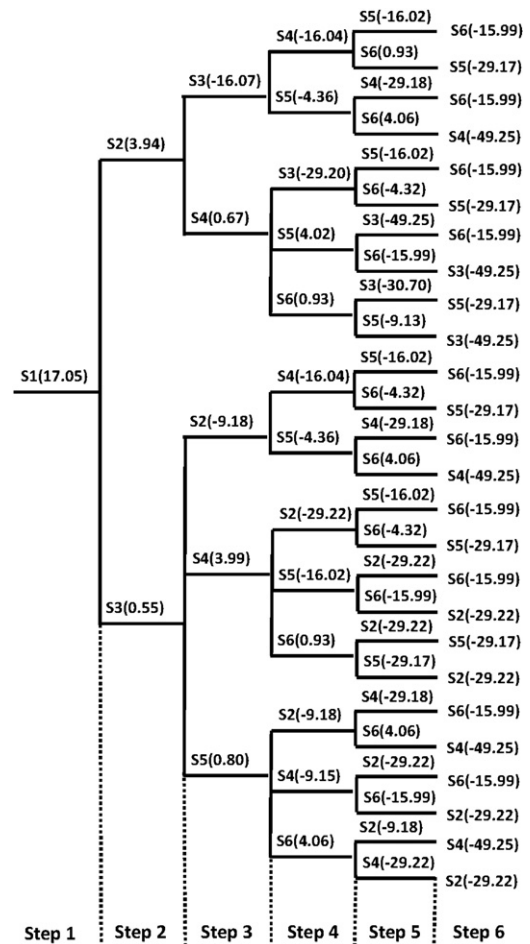 S5(-16.02)
S4(-16.04)
S6(-15.99)
S6(0.93)
S5(-29.17)
S3(-16.07)
S4(-29.18)
S5(-4.36)
S6(-15.99)
S6(4.06)
S4(-49.25)
S2(3.94)
S5(-16.02)
S3(-29.20)
S6(-15.99)
S6(-4.32)
S5(-29.17)
S4(0.67)
S3(-49.25)
S5(4.02)
S6(-15.99)
S6(-15.99)
S3(-49.25)
S3(-30.70)
S6(0.93)
S5(-29.17)
S5(-9.13)
S3(-49.25)
S1(17.05)
S5(-16.02)
S4(-16.04)
S6(-15.99)
S6(-4.32)
S5(-29.17)
S2(-9.18)
S4(-29.18)
S5(-4.36)
S6(-15.99)
S6(4.06)
S4(-49.25)
S5(-16.02)
S2(-29.22)
S6(-15.99)
S6(-4.32)
S5(-29.17)
S4(3.99)
S2(-29.22)
S5(-16.02)
S6(-15.99)
S6(-15.99)
S2(-29.22)
S3(0.55)
S2(-29.22)
S6(0.93)
S5(-29.17)
S5(-29.17)
S2(-29.22)
S4(-29.18)
S2(-9.18)
S6(-15.99)
S6(4.06)
S4(-49.25)
S5(0.80)
S2(-29.22)
S4(-9.15)
S6(-15.99)
S6(-15.99)
S2(-29.22)
S2(-9.18)
S6(4.06)
S4(-49.25)
S4(-29.22)
S2(-29.22)
Step 1 Step 2 Step 3 Step 4 Step 5 Step 6